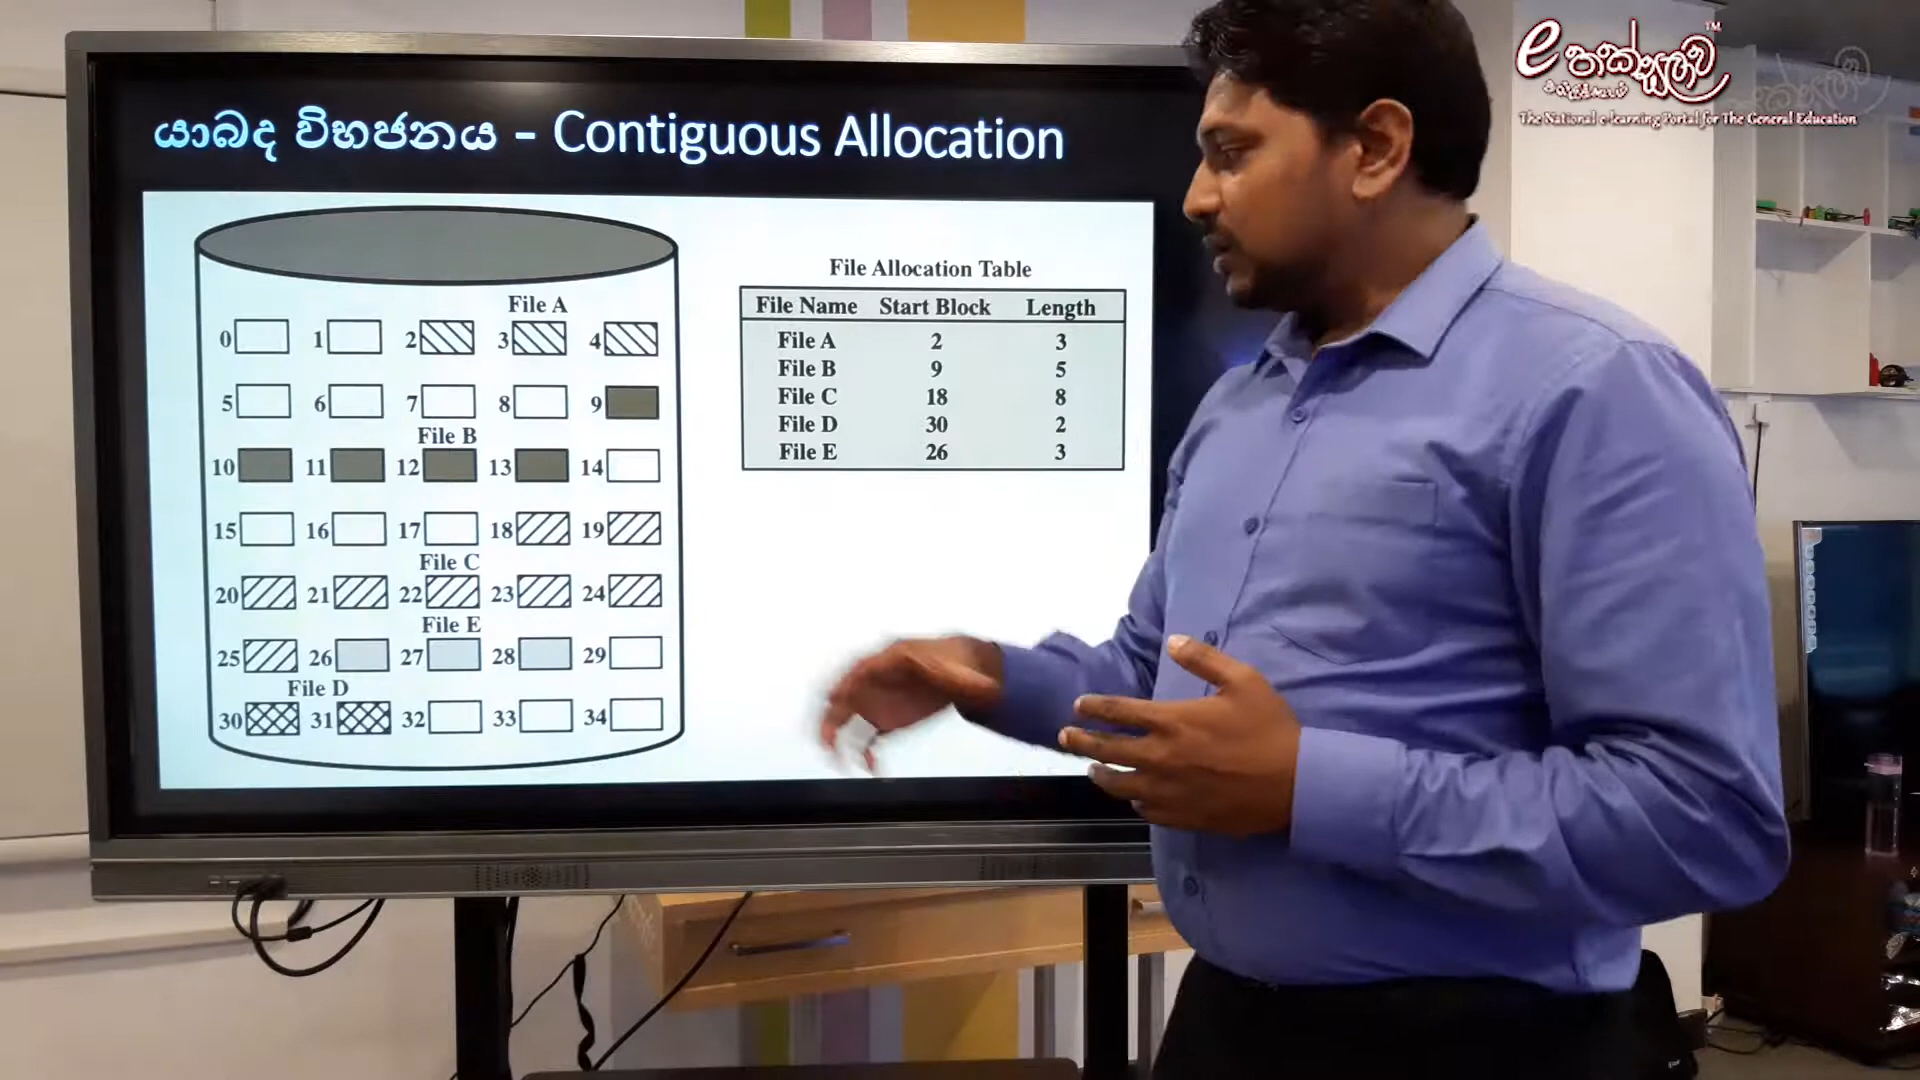 e තක්සලාව TM
The National e-learning Portal for The General Education
යාබද විභජනය – Contiguous Allocation
File A
0 1 2 3 4
5 6 7 8 9
File B
10 11 12 13 14
15 16 17 18 19
File C
20 21 22 23 24
File E
25 26 27 28 29
File D
30 31 32 33 34
File Allocation Table
File Name Start Block Length
File A 2 3
File B 9 5
File C 18 8
File D 30 2
File E 26 3